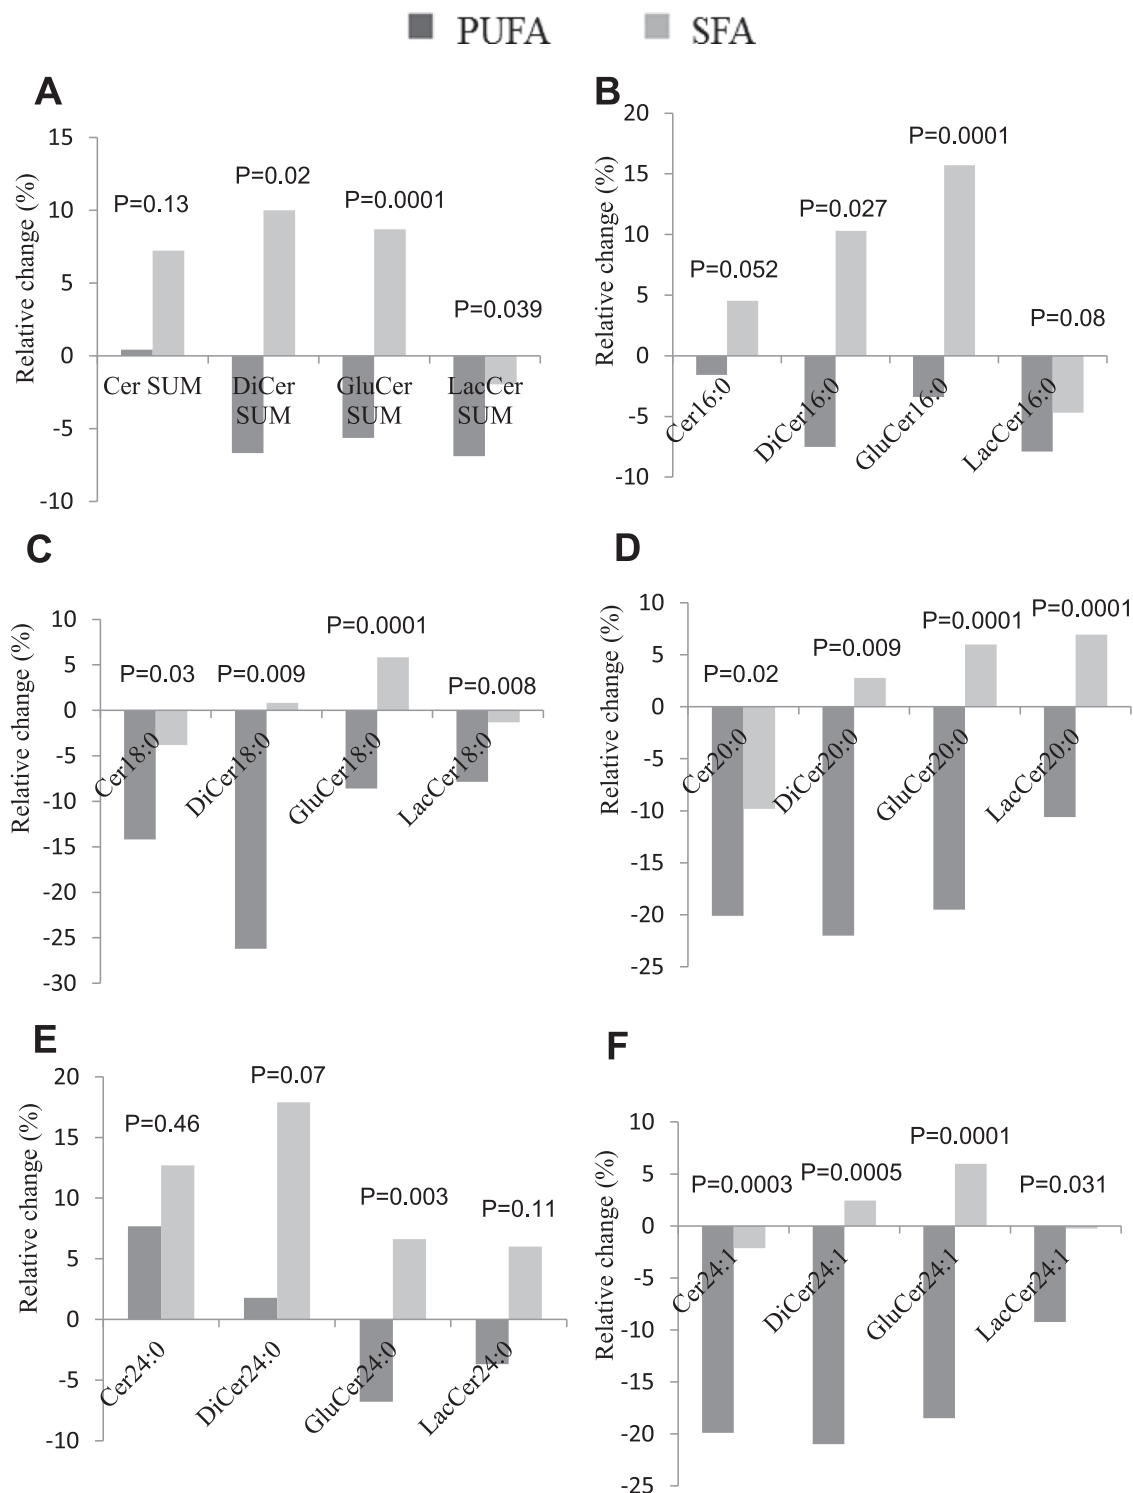 PUFA SFA
A
Relative change (%)
15
10
5
0
-5
-10
P=0.13
P=0.02
P=0.0001
P=0.039
Cer SUM
DiCer
SUM
GluCer
SUM
LacCer
SUM
B
Relative change (%)
20
15
10
5
0
-5
-10
P=0.052
P=0.027
P=0.0001
P=0.08
Cer16:0
DiCer16:0
GluCer16:0
LacCer16:0
C
Relative change (%)
10
5
0
-5
-10
-15
-20
-25
-30
P=0.03
P=0.009
P=0.0001
P=0.008
Cer18:0
DiCer18:0
GluCer18:0
LacCer18:0
D
Relative change (%)
10
5
0
-5
-10
-15
-20
-25
P=0.02
P=0.009
P=0.0001
P=0.0001
Cer20:0
DiCer20:0
GluCer20:0
LacCer20:0
E
Relative change (%)
20
15
10
5
0
-5
-10
P=0.46
P=0.07
P=0.003
P=0.11
Cer24:0
DiCer24:0
GluCer24:0
LacCer24:0
F
Relative change (%)
10
5
0
-5
-10
-15
-20
-25
P=0.0003
P=0.0005
P=0.0001
P=0.031
Cer24:1
DiCer24:1
GluCer24:1
LacCer24:1